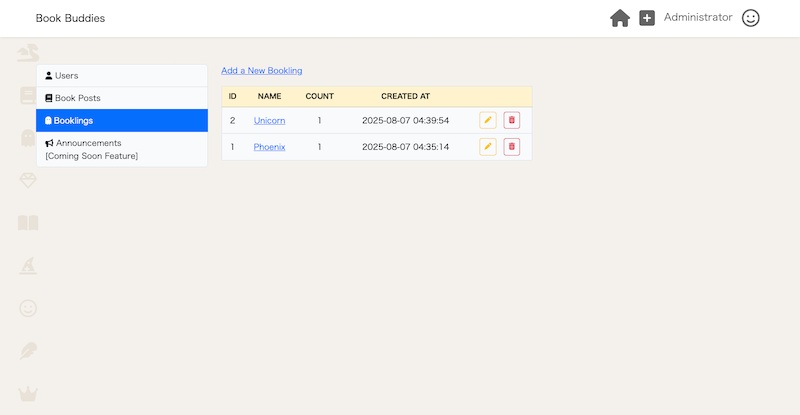 Book Buddies
Administrator
Users
Book Posts
Booklings
Announcements
[Coming Soon Feature]
Add a New Bookling
ID NAME COUNT CREATED AT
2 Unicorn 1 2025-08-07 04:39:54
1 Phoenix 1 2025-08-07 04:35:14